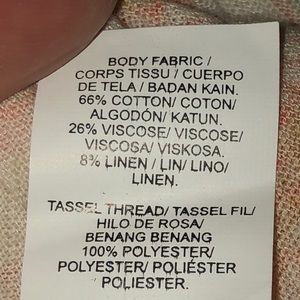 BODY FABRIC /
CORPS TISSU / CUERPO
DE TELA / BADAN KAIN.
66% COTTON/ COTON/
ALGODÓN/ KATUN.
26% VISCOSE/ VISCOSE/
VISCOSA/ VISKOSA.
8% LINEN / LIN/ LINO/
LINEN.
TASSEL THREAD/ TASSEL FIL/
HILO DE ROSA/
BENANG BENANG
100% POLYESTER/
POLYESTER/ POLIÉSTER
POLIESTER.